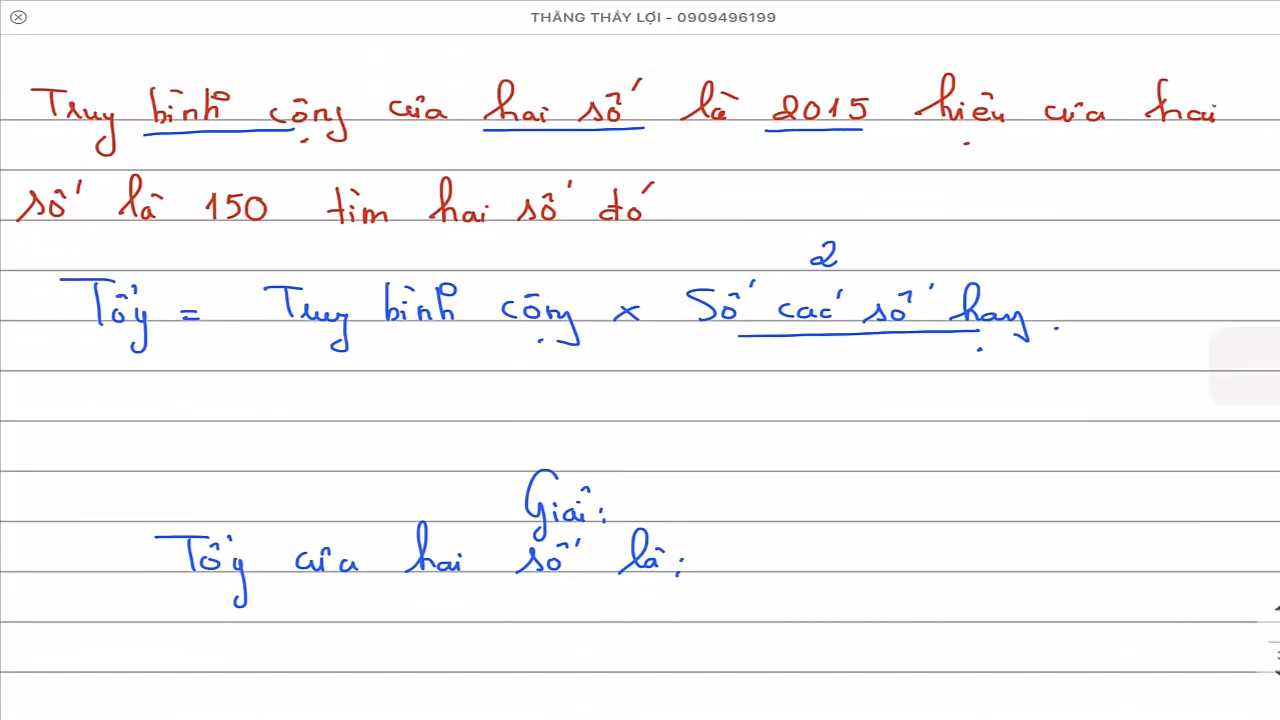 THẦNG THẦY LỢI - 0909496199
Trung bình cộng của hai số là 2015 hiệu của hai
số là 150 tìm hai số đó
2
Tổng = Trung bình cộng x Số các số hạng.
Giải:
Tổng của hai số là: